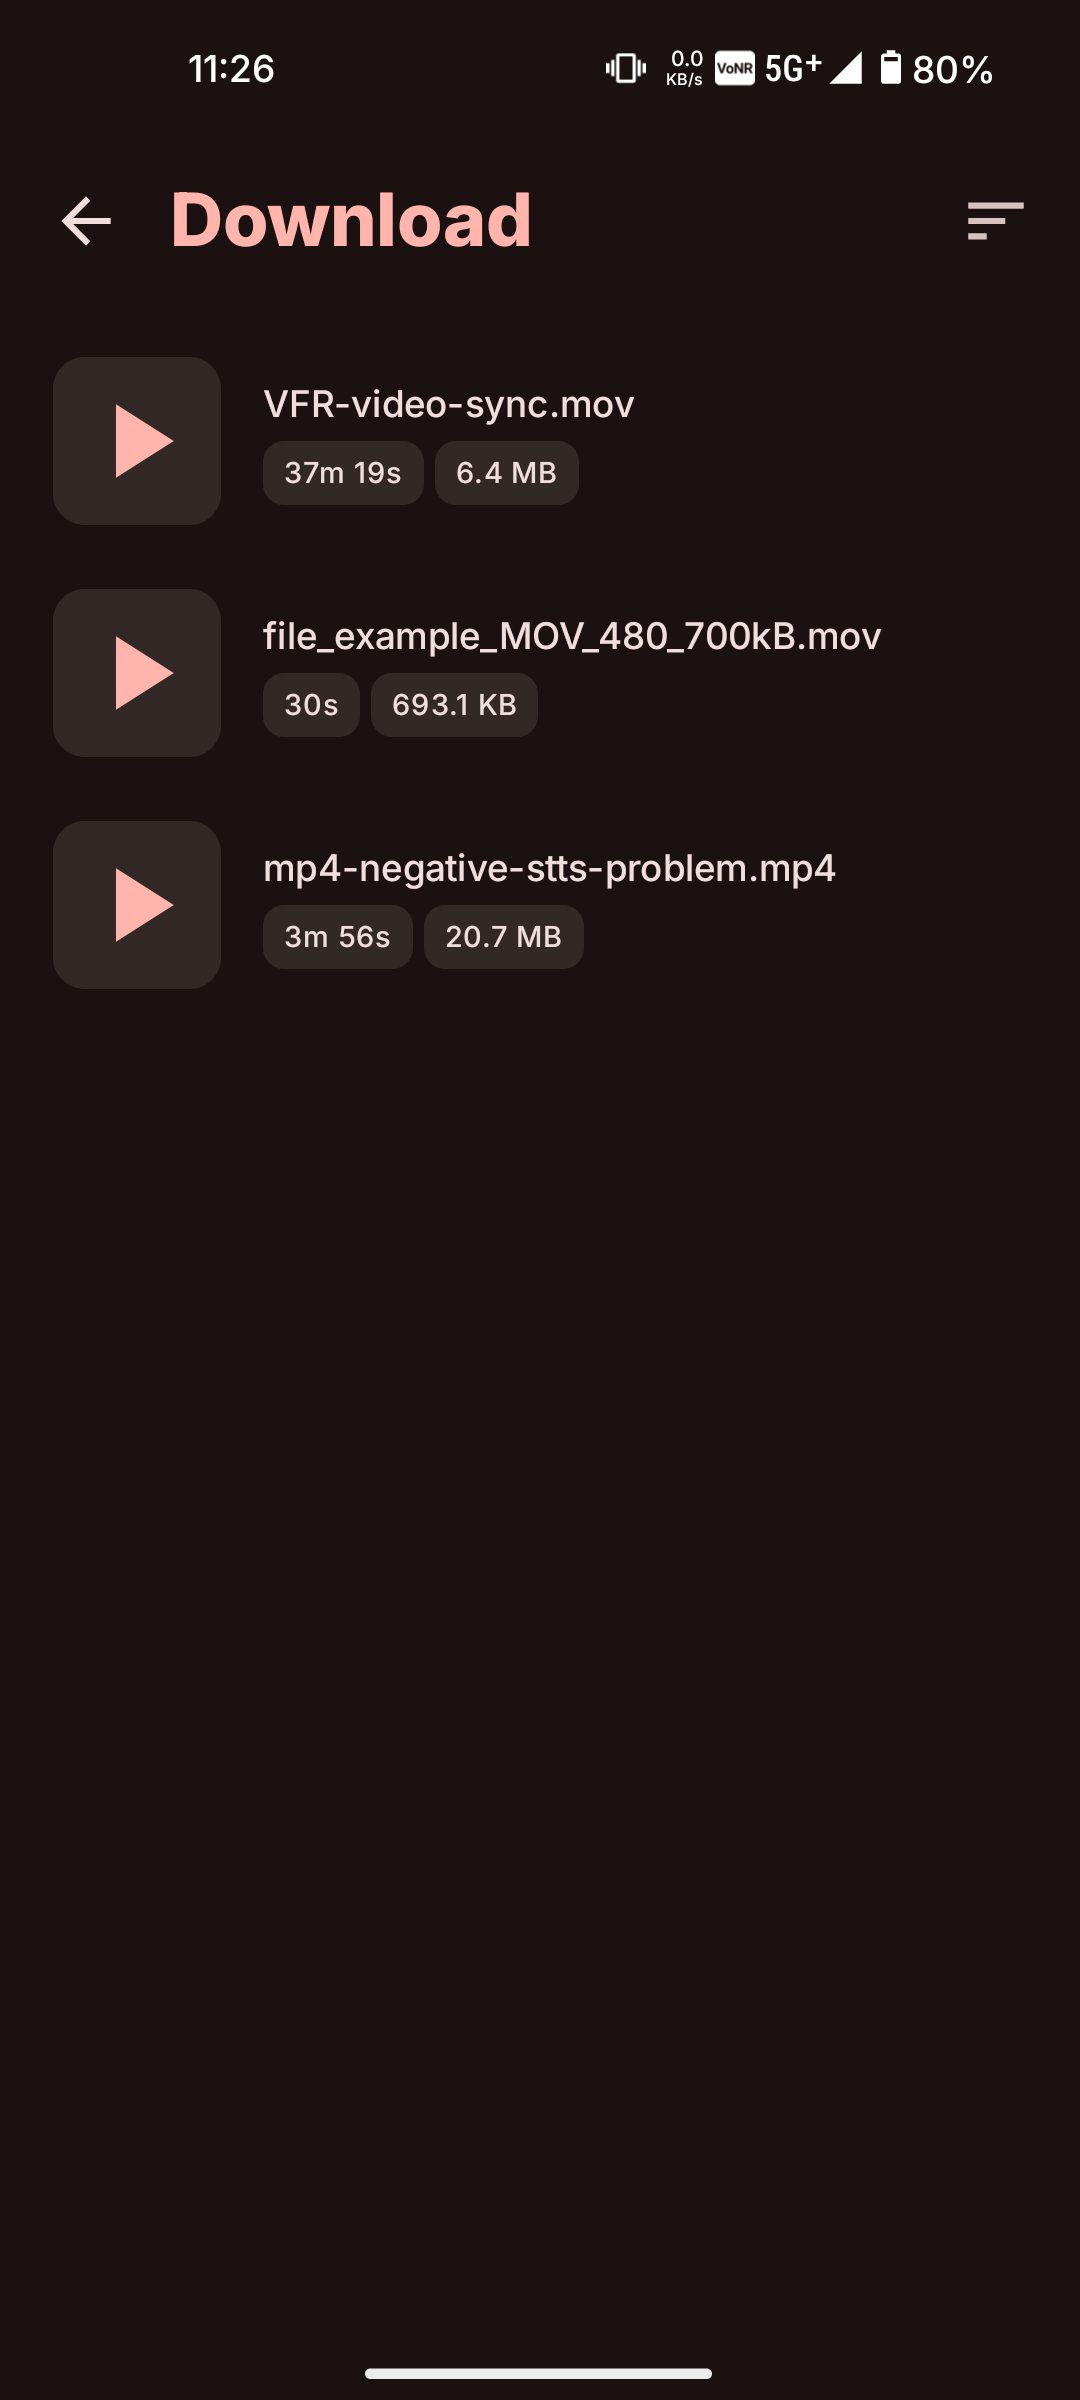 11:26 0.0 KB/s VoNR 5G+ 80%
Download
VFR-video-sync.mov
37m 19s 6.4 MB
file_example_MOV_480_700kB.mov
30s 693.1 KB
mp4-negative-stts-problem.mp4
3m 56s 20.7 MB